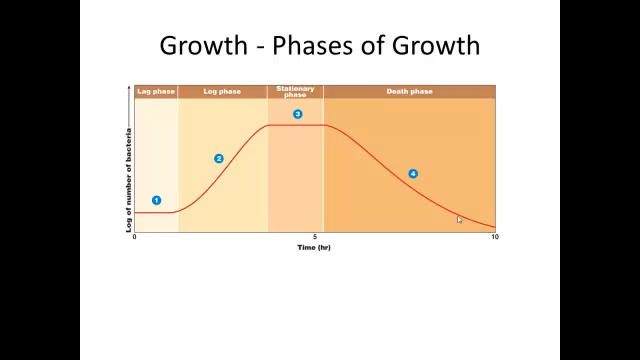 Growth - Phases of Growth
Lag phase
Log phase
Stationary
phase
Death phase
Log of number of bacteria
1
2
3
4
0
5
10
Time (hr)